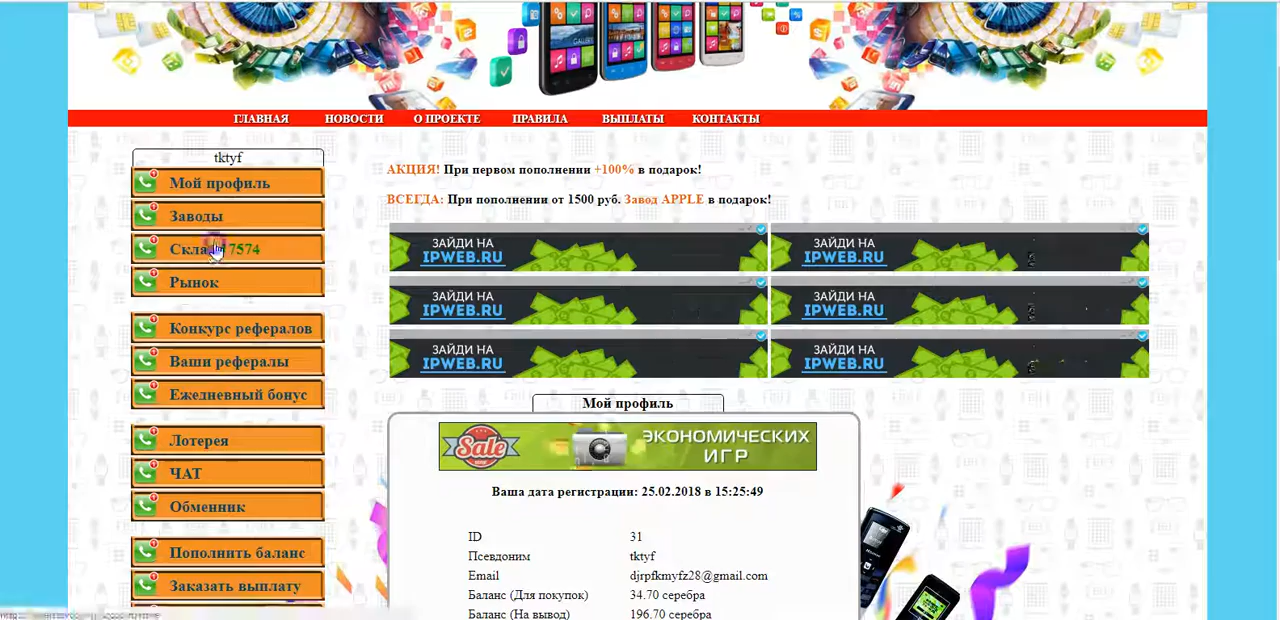 ГЛАВНАЯ НОВОСТИ О ПРОЕКТЕ ПРАВИЛА ВЫПЛАТЫ КОНТАКТЫ
tktyf
Мой профиль
Заводы
7574
Рынок
Конкурс рефералов
Ваши рефералы
Ежедневный бонус
Лотерея
ЧАТ
Обменник
Пополнить баланс
Заказать выплату
АКЦИЯ! При первом пополнении +100% в подарок!
ВСЕГДА: При пополнении от 1500 руб. Завод APPLE в подарок!
ЗАЙДИ НА
IPWEB.RU
ЗАЙДИ НА
IPWEB.RU
ЗАЙДИ НА
IPWEB.RU
ЗАЙДИ НА
IPWEB.RU
ЗАЙДИ НА
IPWEB.RU
ЗАЙДИ НА
IPWEB.RU
Мой профиль
Sale
ЭКОНОМИЧЕСКИХ
ИГР
Ваша дата регистрации: 25.02.2018 в 15:25:49
ID 31
Псевдоним tktyf
Email djrpfkmyfz28@gmail.com
Баланс (Для покупок) 34.70 серебра
Баланс (На вывод) 196.70 серебра